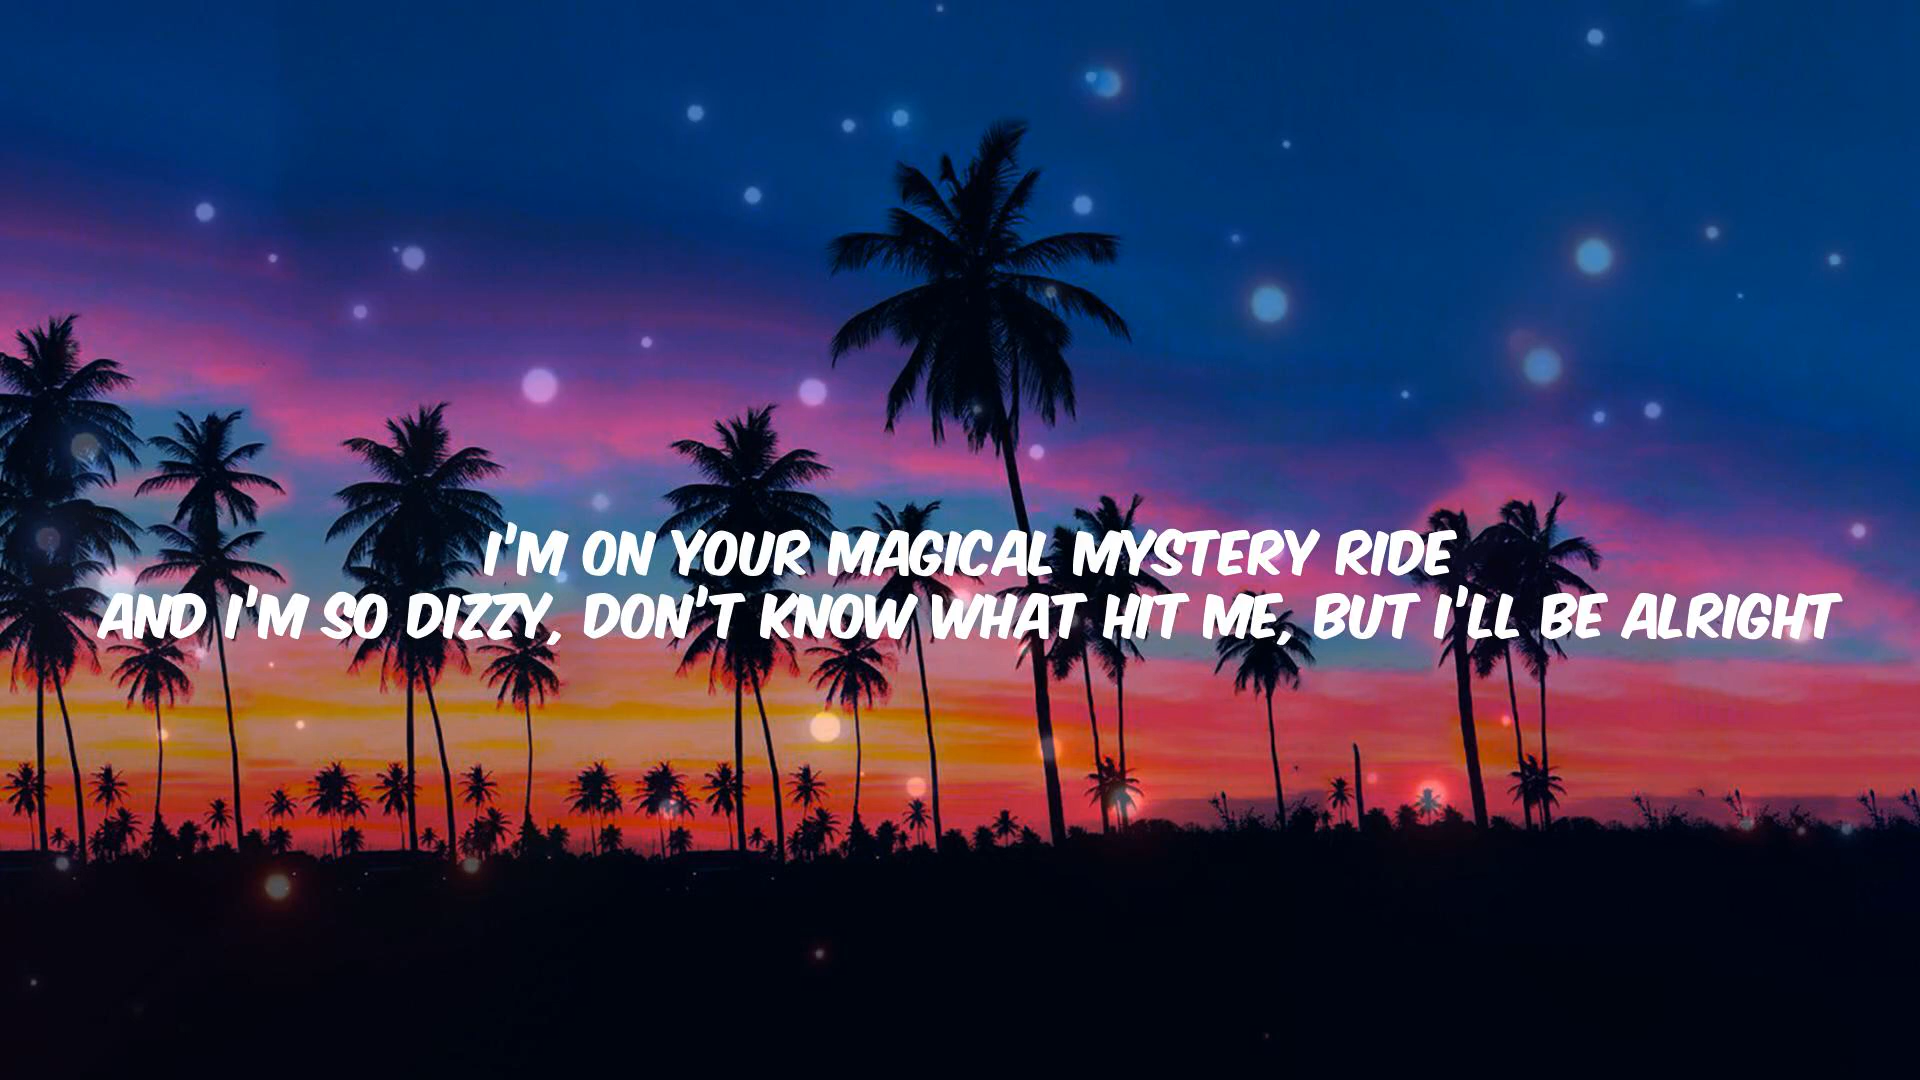 I'M ON YOUR MAGICAL MYSTERY RIDE
AND I'M SO DIZZY, DON'T KNOW WHAT HIT ME, BUT I'LL BE ALRIGHT